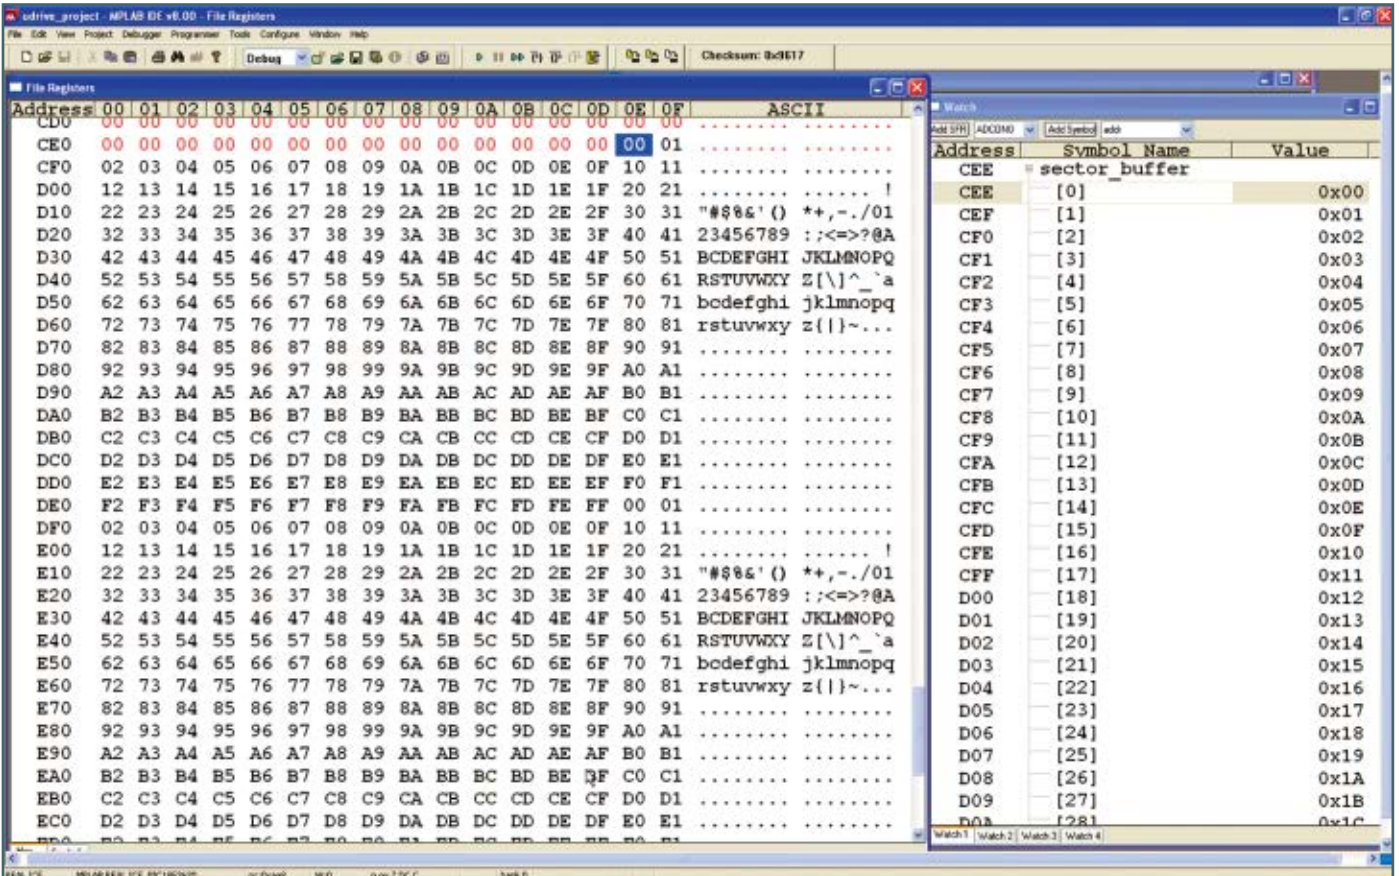 udrive_project - MPLAB IDE v8.00 - File Registers
File Edit View Project Debugger Programmer Tools Configure Window Help
Debug Checksum: 0x9617
File Registers
Address 00 01 02 03 04 05 06 07 08 09 0A 0B 0C 0D 0E 0F ASCII
CD0 00 00 00 00 00 00 00 00 00 00 00 00 00 00 00 00 ........ ........
CE0 00 00 00 00 00 00 00 00 00 00 00 00 00 00 00 01 ........ ........
CF0 02 03 04 05 06 07 08 09 0A 0B 0C 0D 0E 0F 10 11 ........ ........
D00 12 13 14 15 16 17 18 19 1A 1B 1C 1D 1E 1F 20 21 ........ ...... !
D10 22 23 24 25 26 27 28 29 2A 2B 2C 2D 2E 2F 30 31 "#$%&'() *+,-./01
D20 32 33 34 35 36 37 38 39 3A 3B 3C 3D 3E 3F 40 41 23456789 :;<=>?@A
D30 42 43 44 45 46 47 48 49 4A 4B 4C 4D 4E 4F 50 51 BCDEFGHI JKLMNOPQ
D40 52 53 54 55 56 57 58 59 5A 5B 5C 5D 5E 5F 60 61 RSTUVWXY Z[\]^_`a
D50 62 63 64 65 66 67 68 69 6A 6B 6C 6D 6E 6F 70 71 bcdefghi jklmnopq
D60 72 73 74 75 76 77 78 79 7A 7B 7C 7D 7E 7F 80 81 rstuvwxy z{|}~...
D70 82 83 84 85 86 87 88 89 8A 8B 8C 8D 8E 8F 90 91 ........ ........
D80 92 93 94 95 96 97 98 99 9A 9B 9C 9D 9E 9F A0 A1 ........ ........
D90 A2 A3 A4 A5 A6 A7 A8 A9 AA AB AC AD AE AF B0 B1 ........ ........
DA0 B2 B3 B4 B5 B6 B7 B8 B9 BA BB BC BD BE BF C0 C1 ........ ........
DB0 C2 C3 C4 C5 C6 C7 C8 C9 CA CB CC CD CE CF D0 D1 ........ ........
DC0 D2 D3 D4 D5 D6 D7 D8 D9 DA DB DC DD DE DF E0 E1 ........ ........
DD0 E2 E3 E4 E5 E6 E7 E8 E9 EA EB EC ED EE EF F0 F1 ........ ........
DE0 F2 F3 F4 F5 F6 F7 F8 F9 FA FB FC FD FE FF 00 01 ........ ........
DF0 02 03 04 05 06 07 08 09 0A 0B 0C 0D 0E 0F 10 11 ........ ........
E00 12 13 14 15 16 17 18 19 1A 1B 1C 1D 1E 1F 20 21 ........ ...... !
E10 22 23 24 25 26 27 28 29 2A 2B 2C 2D 2E 2F 30 31 "#$%&'() *+,-./01
E20 32 33 34 35 36 37 38 39 3A 3B 3C 3D 3E 3F 40 41 23456789 :;<=>?@A
E30 42 43 44 45 46 47 48 49 4A 4B 4C 4D 4E 4F 50 51 BCDEFGHI JKLMNOPQ
E40 52 53 54 55 56 57 58 59 5A 5B 5C 5D 5E 5F 60 61 RSTUVWXY Z[\]^_`a
E50 62 63 64 65 66 67 68 69 6A 6B 6C 6D 6E 6F 70 71 bcdefghi jklmnopq
E60 72 73 74 75 76 77 78 79 7A 7B 7C 7D 7E 7F 80 81 rstuvwxy z{|}~...
E70 82 83 84 85 86 87 88 89 8A 8B 8C 8D 8E 8F 90 91 ........ ........
E80 92 93 94 95 96 97 98 99 9A 9B 9C 9D 9E 9F A0 A1 ........ ........
E90 A2 A3 A4 A5 A6 A7 A8 A9 AA AB AC AD AE AF B0 B1 ........ ........
EA0 B2 B3 B4 B5 B6 B7 B8 B9 BA BB BC BD BE BF C0 C1 ........ ........
EB0 C2 C3 C4 C5 C6 C7 C8 C9 CA CB CC CD CE CF D0 D1 ........ ........
EC0 D2 D3 D4 D5 D6 D7 D8 D9 DA DB DC DD DE DF E0 E1 ........ ........
Watch
Add SFR ADCON0 Add Symbol addr
Address Symbol Name Value
CEE sector_buffer
CEE [0] 0x00
CEF [1] 0x01
CF0 [2] 0x02
CF1 [3] 0x03
CF2 [4] 0x04
CF3 [5] 0x05
CF4 [6] 0x06
CF5 [7] 0x07
CF6 [8] 0x08
CF7 [9] 0x09
CF8 [10] 0x0A
CF9 [11] 0x0B
CFA [12] 0x0C
CFB [13] 0x0D
CFC [14] 0x0E
CFD [15] 0x0F
CFE [16] 0x10
CFF [17] 0x11
D00 [18] 0x12
D01 [19] 0x13
D02 [20] 0x14
D03 [21] 0x15
D04 [22] 0x16
D05 [23] 0x17
D06 [24] 0x18
D07 [25] 0x19
D08 [26] 0x1A
D09 [27] 0x1B
D0A [28] 0x1C
Watch 1 Watch 2 Watch 3 Watch 4